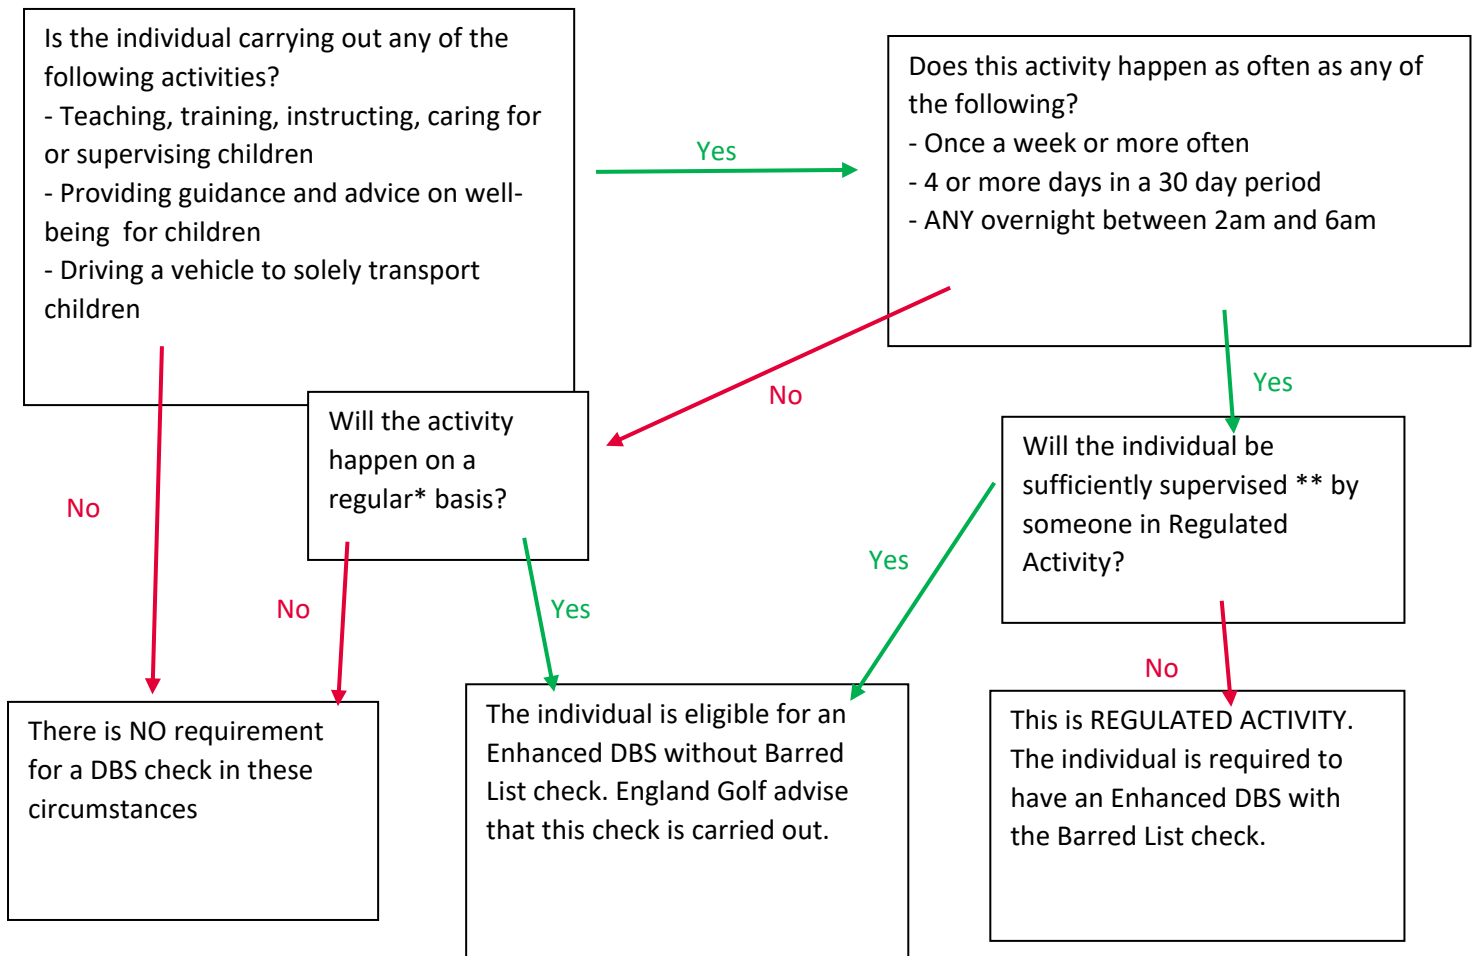 Is the individual carrying out any of the
following activities?
- Teaching, training, instructing, caring for
or supervising children
- Providing guidance and advice on well-
being  for children
- Driving a vehicle to solely transport
children
Yes
Does this activity happen as often as any of
the following?
- Once a week or more often
- 4 or more days in a 30 day period
- ANY overnight between 2am and 6am
No
Yes
Will the activity
happen on a
regular* basis?
Will the individual be
sufficiently supervised ** by
someone in Regulated
Activity?
No
No
Yes
Yes
No
There is NO requirement
for a DBS check in these
circumstances
The individual is eligible for an
Enhanced DBS without Barred
List check. England Golf advise
that this check is carried out.
This is REGULATED ACTIVITY.
The individual is required to
have an Enhanced DBS with
the Barred List check.